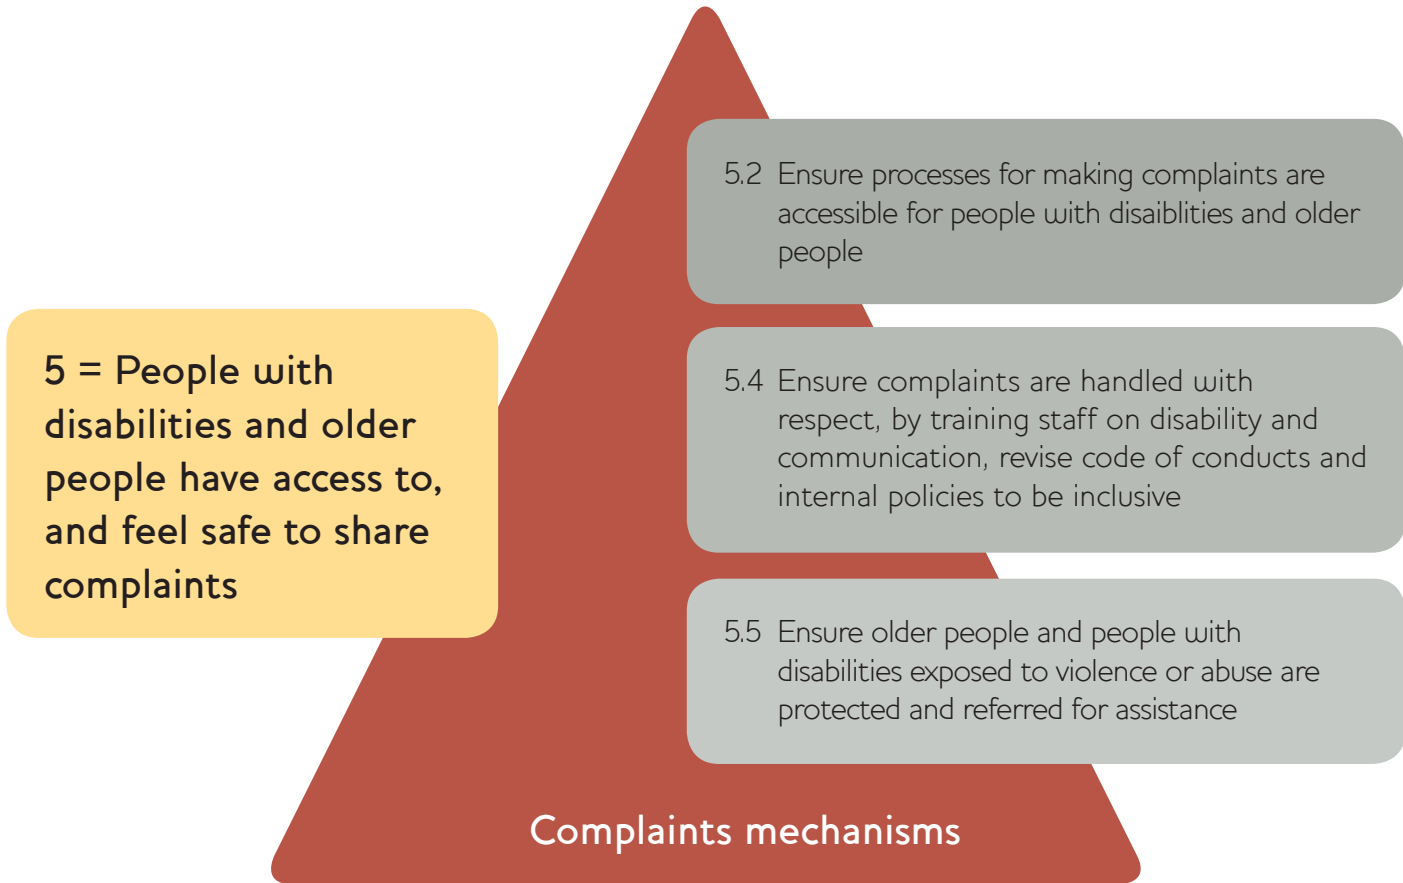 5 = People with
disabilities and older
people have access to,
and feel safe to share
complaints
5.2 Ensure processes for making complaints are
accessible for people with disaiblities and older
people
5.4 Ensure complaints are handled with
respect, by training staff on disability and
communication, revise code of conducts and
internal policies to be inclusive
5.5 Ensure older people and people with
disabilities exposed to violence or abuse are
protected and referred for assistance
Complaints mechanisms